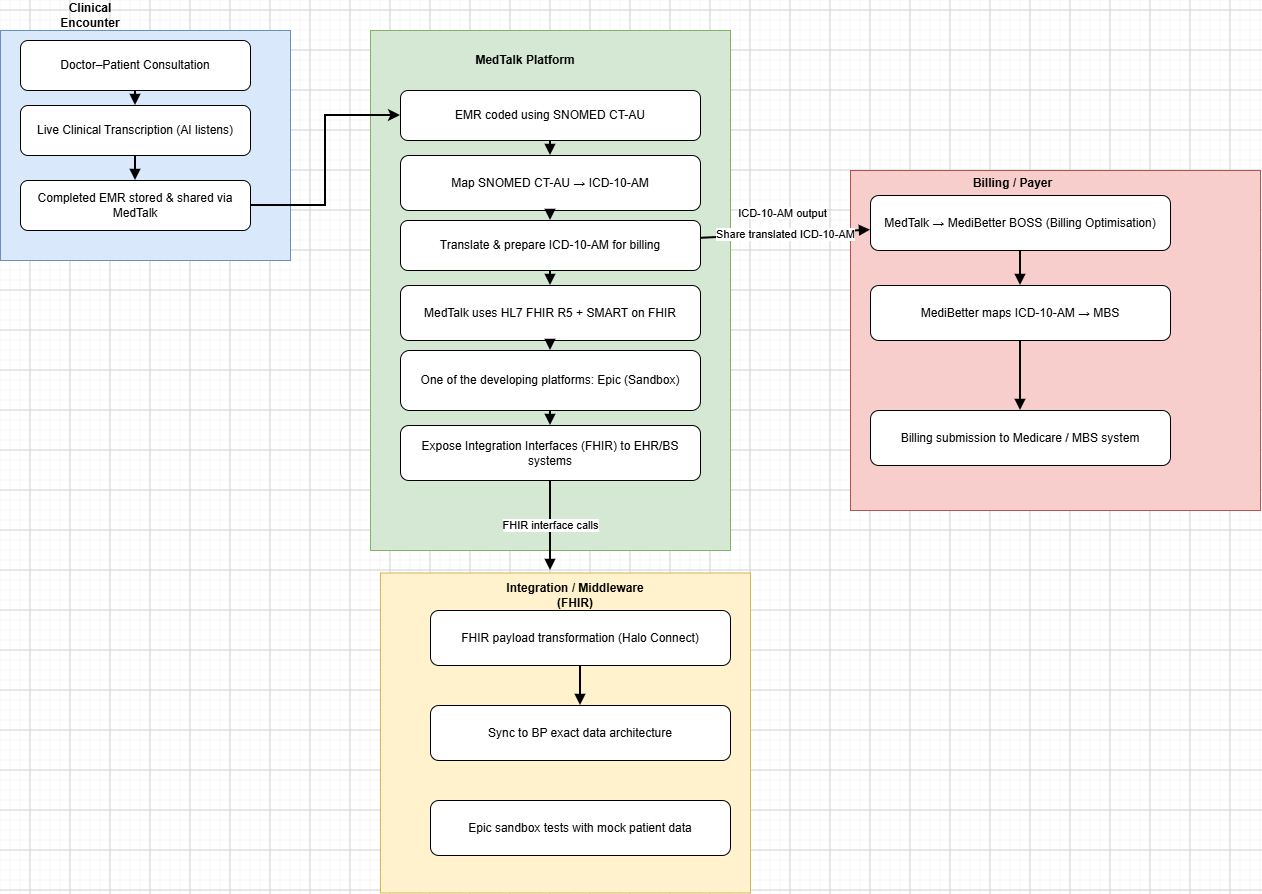 Clinical
Encounter
Doctor–Patient Consultation
Live Clinical Transcription (AI listens)
Completed EMR stored & shared via
MedTalk
MedTalk Platform
EMR coded using SNOMED CT-AU
Map SNOMED CT-AU → ICD-10-AM
Translate & prepare ICD-10-AM for billing
MedTalk uses HL7 FHIR R5 + SMART on FHIR
One of the developing platforms: Epic (Sandbox)
Expose Integration Interfaces (FHIR) to EHR/BS
systems
FHIR interface calls
ICD-10-AM output
Share translated ICD-10-AM
Billing / Payer
MedTalk → MediBetter BOSS (Billing Optimisation)
MediBetter maps ICD-10-AM → MBS
Billing submission to Medicare / MBS system
Integration / Middleware
(FHIR)
FHIR payload transformation (Halo Connect)
Sync to BP exact data architecture
Epic sandbox tests with mock patient data